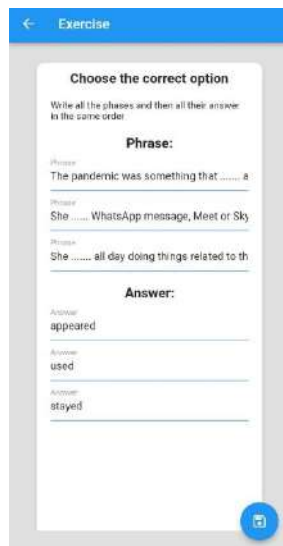 Exercise
Choose the correct option
Write all the phases and then all their answer
in the same order
Phrase:
Phrase
The pandemic was something that ....... a
Phrase
She ...... WhatsApp message, Meet or Sky
Phrase
She ....... all day doing things related to th
Answer:
Answer
appeared
Answer
used
Answer
stayed